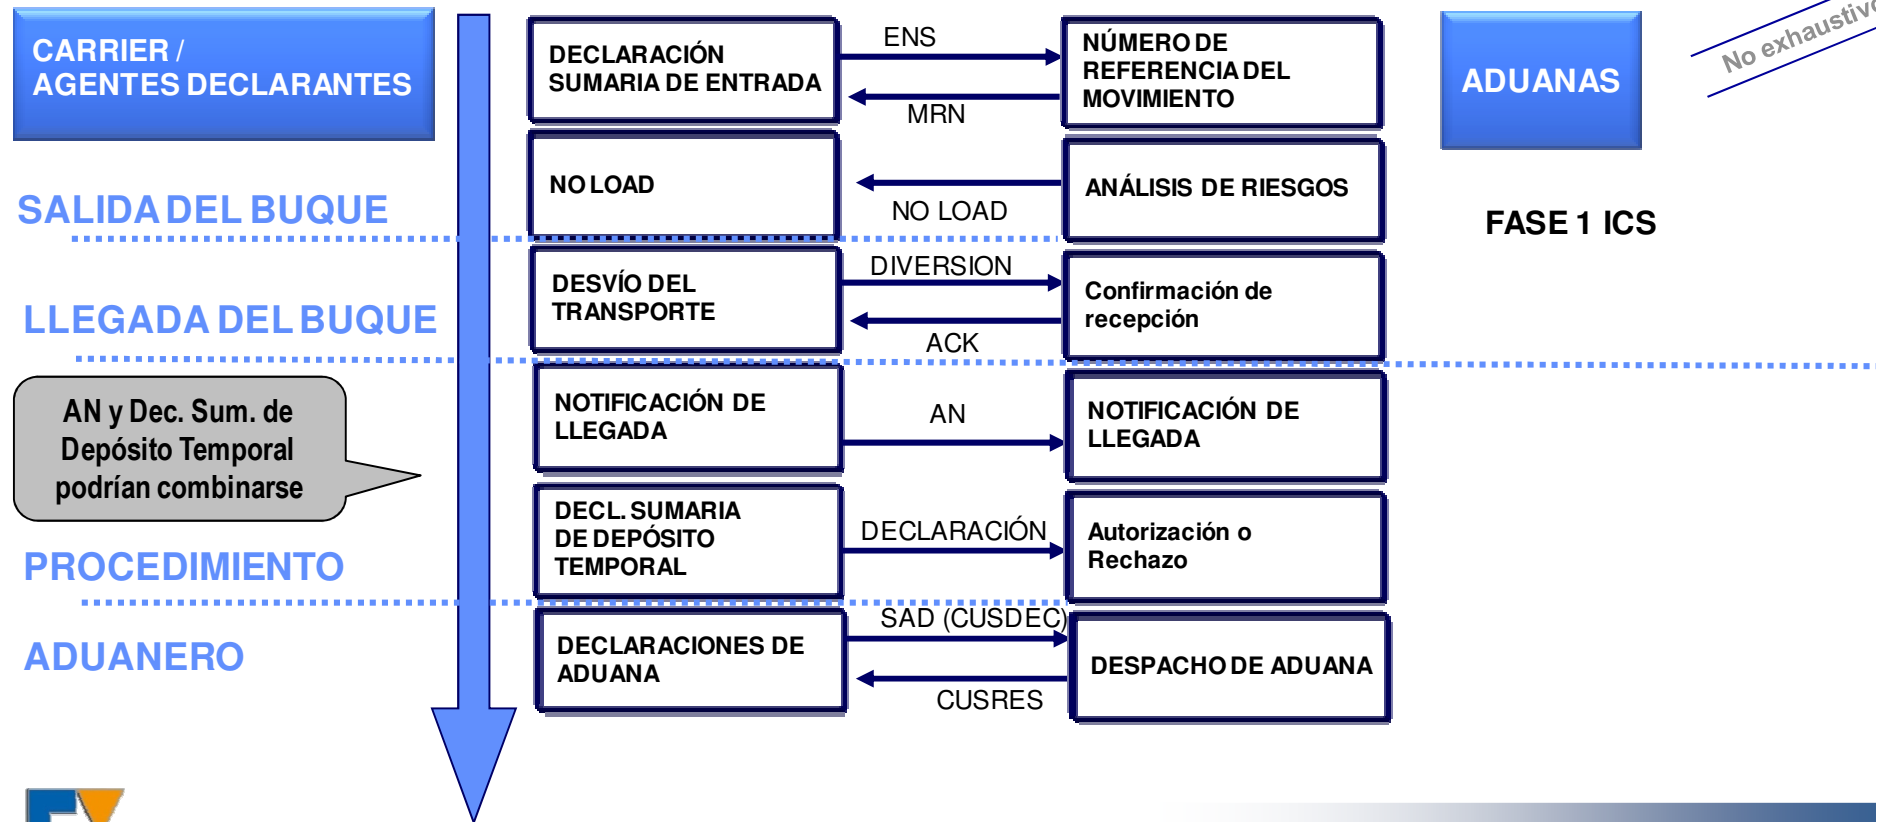 CARRIER /
AGENTES DECLARANTES
DECLARACIÓN
SUMARIA DE ENTRADA
ENS
MRN
NÚMERO DE
REFERENCIA DEL
MOVIMIENTO
ADUANAS
No exhaustivo
NO LOAD
NO LOAD
ANÁLISIS DE RIESGOS
SALIDA DEL BUQUE
FASE 1 ICS
DESVÍO DEL
TRANSPORTE
DIVERSION
ACK
Confirmación de
recepción
LLEGADA DEL BUQUE
AN y Dec. Sum. de
Depósito Temporal
podrían combinarse
NOTIFICACIÓN DE
LLEGADA
AN
NOTIFICACIÓN DE
LLEGADA
DECL. SUMARIA
DE DEPÓSITO
TEMPORAL
DECLARACIÓN
Autorización o
Rechazo
PROCEDIMIENTO
ADUANERO
DECLARACIONES DE
ADUANA
SAD (CUSDEC)
CUSRES
DESPACHO DE ADUANA